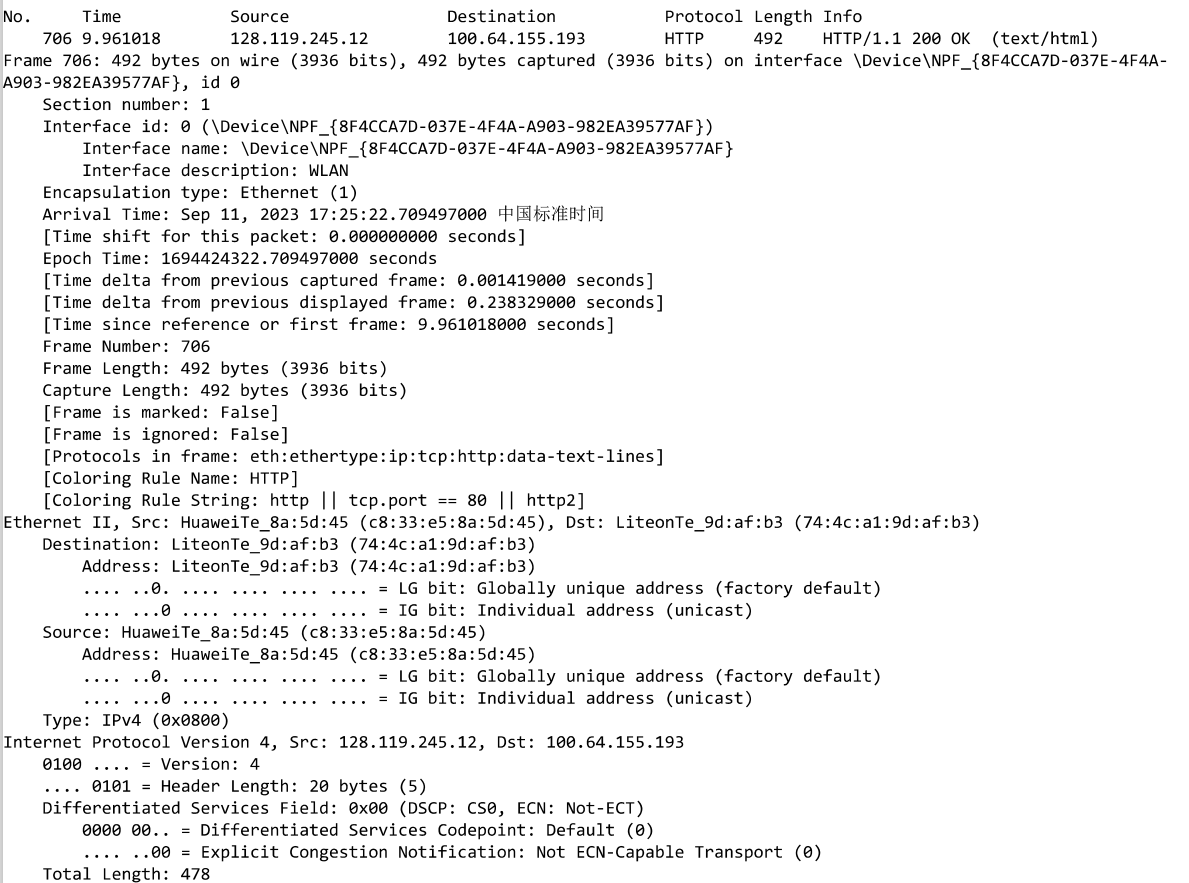 No.     Time           Source                Destination           Protocol Length Info
    706 9.961018       128.119.245.12        100.64.155.193        HTTP     492    HTTP/1.1 200 OK  (text/html)
Frame 706: 492 bytes on wire (3936 bits), 492 bytes captured (3936 bits) on interface \Device\NPF_{8F4CCA7D-037E-4F4A-
A903-982EA39577AF}, id 0
    Section number: 1
    Interface id: 0 (\Device\NPF_{8F4CCA7D-037E-4F4A-A903-982EA39577AF})
        Interface name: \Device\NPF_{8F4CCA7D-037E-4F4A-A903-982EA39577AF}
        Interface description: WLAN
    Encapsulation type: Ethernet (1)
    Arrival Time: Sep 11, 2023 17:25:22.709497000 中国标准时间
    [Time shift for this packet: 0.000000000 seconds]
    Epoch Time: 1694424322.709497000 seconds
    [Time delta from previous captured frame: 0.001419000 seconds]
    [Time delta from previous displayed frame: 0.238329000 seconds]
    [Time since reference or first frame: 9.961018000 seconds]
    Frame Number: 706
    Frame Length: 492 bytes (3936 bits)
    Capture Length: 492 bytes (3936 bits)
    [Frame is marked: False]
    [Frame is ignored: False]
    [Protocols in frame: eth:ethertype:ip:tcp:http:data-text-lines]
    [Coloring Rule Name: HTTP]
    [Coloring Rule String: http || tcp.port == 80 || http2]
Ethernet II, Src: HuaweiTe_8a:5d:45 (c8:33:e5:8a:5d:45), Dst: LiteonTe_9d:af:b3 (74:4c:a1:9d:af:b3)
    Destination: LiteonTe_9d:af:b3 (74:4c:a1:9d:af:b3)
        Address: LiteonTe_9d:af:b3 (74:4c:a1:9d:af:b3)
        .... ..0. .... .... .... .... = LG bit: Globally unique address (factory default)
        .... ...0 .... .... .... .... = IG bit: Individual address (unicast)
    Source: HuaweiTe_8a:5d:45 (c8:33:e5:8a:5d:45)
        Address: HuaweiTe_8a:5d:45 (c8:33:e5:8a:5d:45)
        .... ..0. .... .... .... .... = LG bit: Globally unique address (factory default)
        .... ...0 .... .... .... .... = IG bit: Individual address (unicast)
    Type: IPv4 (0x0800)
Internet Protocol Version 4, Src: 128.119.245.12, Dst: 100.64.155.193
    0100 .... = Version: 4
    .... 0101 = Header Length: 20 bytes (5)
    Differentiated Services Field: 0x00 (DSCP: CS0, ECN: Not-ECT)
        0000 00.. = Differentiated Services Codepoint: Default (0)
        .... ..00 = Explicit Congestion Notification: Not ECN-Capable Transport (0)
    Total Length: 478